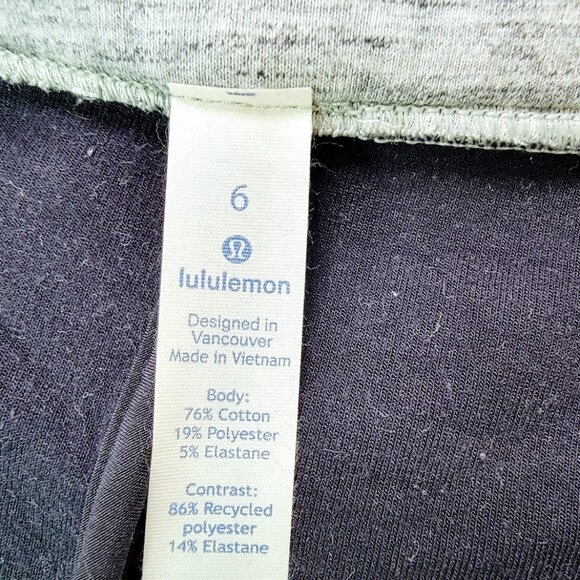 6
lululemon
Designed in
Vancouver
Made in Vietnam
Body:
76% Cotton
19% Polyester
5% Elastane
Contrast:
86% Recycled
polyester
14% Elastane